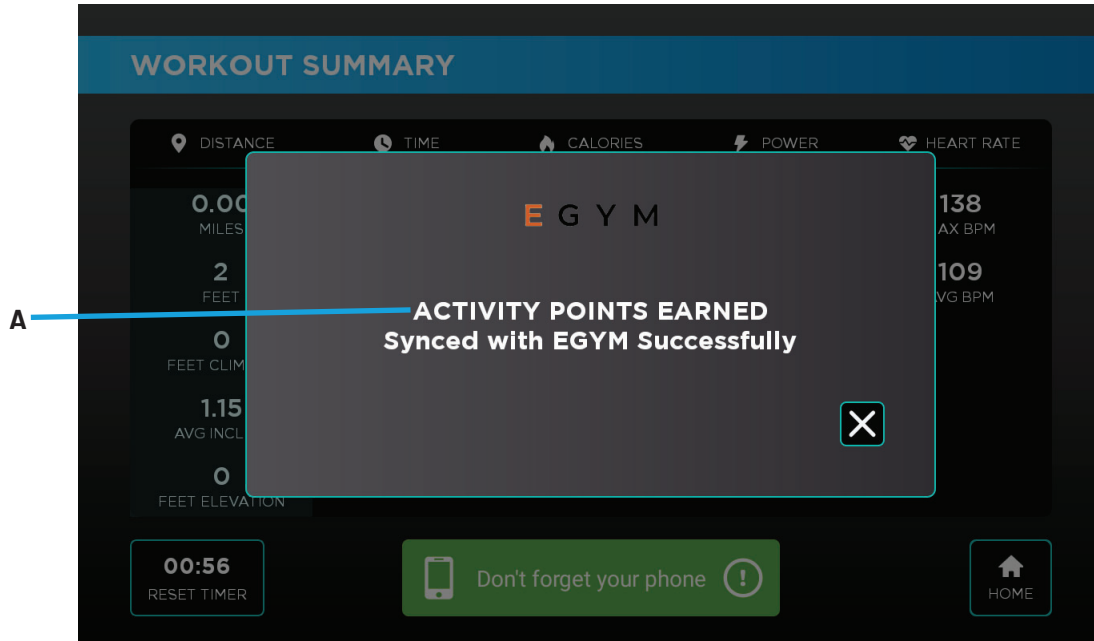 WORKOUT SUMMARY
DISTANCE TIME CALORIES POWER HEART RATE
0.00
MILES
2
FEET
0
FEET CLIM
1.15
AVG INCL
0
FEET ELEVATION
EGYM
ACTIVITY POINTS EARNED
Synced with EGYM Successfully
138
AX BPM
109
VG BPM
A
00:56
RESET TIMER
Don't forget your phone
HOME